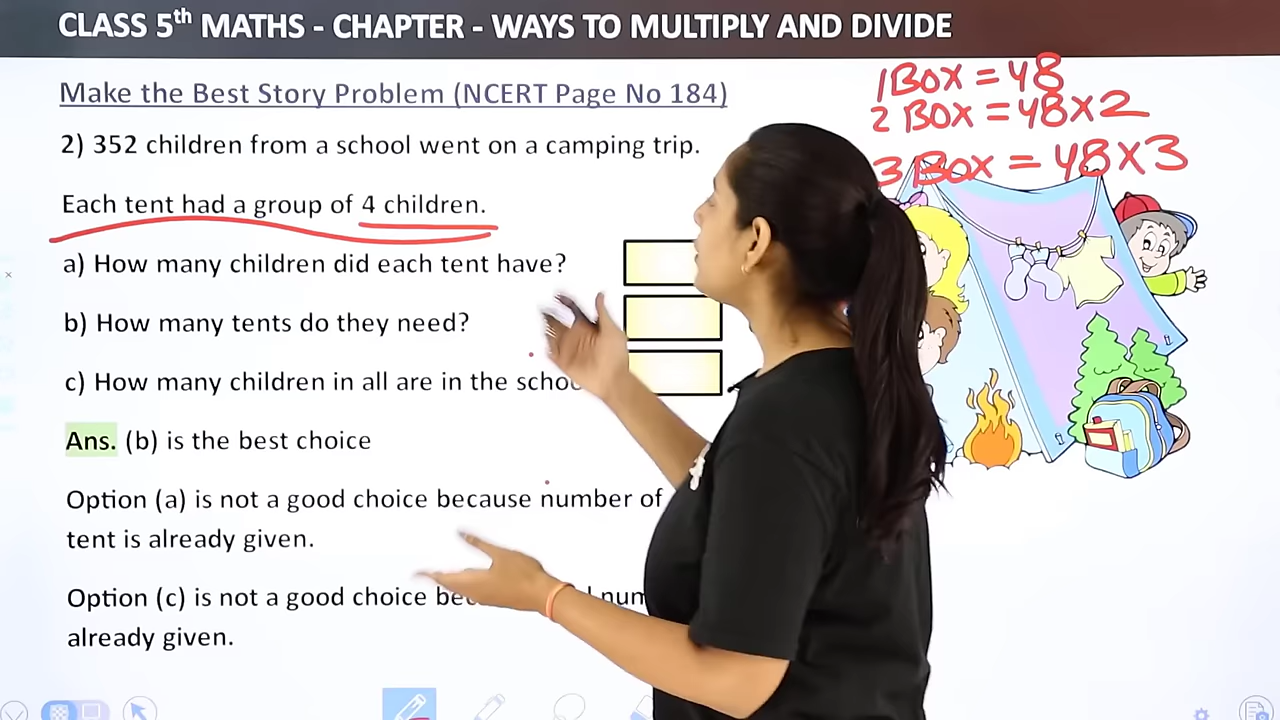 CLASS 5th MATHS - CHAPTER - WAYS TO MULTIPLY AND DIVIDE
Make the Best Story Problem (NCERT Page No 184)
1 BOX = 48
2 BOX = 48×2
3 BOX = 48×3
2) 352 children from a school went on a camping trip.
Each tent had a group of 4 children.
a) How many children did each tent have?
b) How many tents do they need?
c) How many children in all are in the
Ans. (b) is the best choice
Option (a) is not a good choice because number of
tent is already given.
Option (c) is not a good choice
already given.